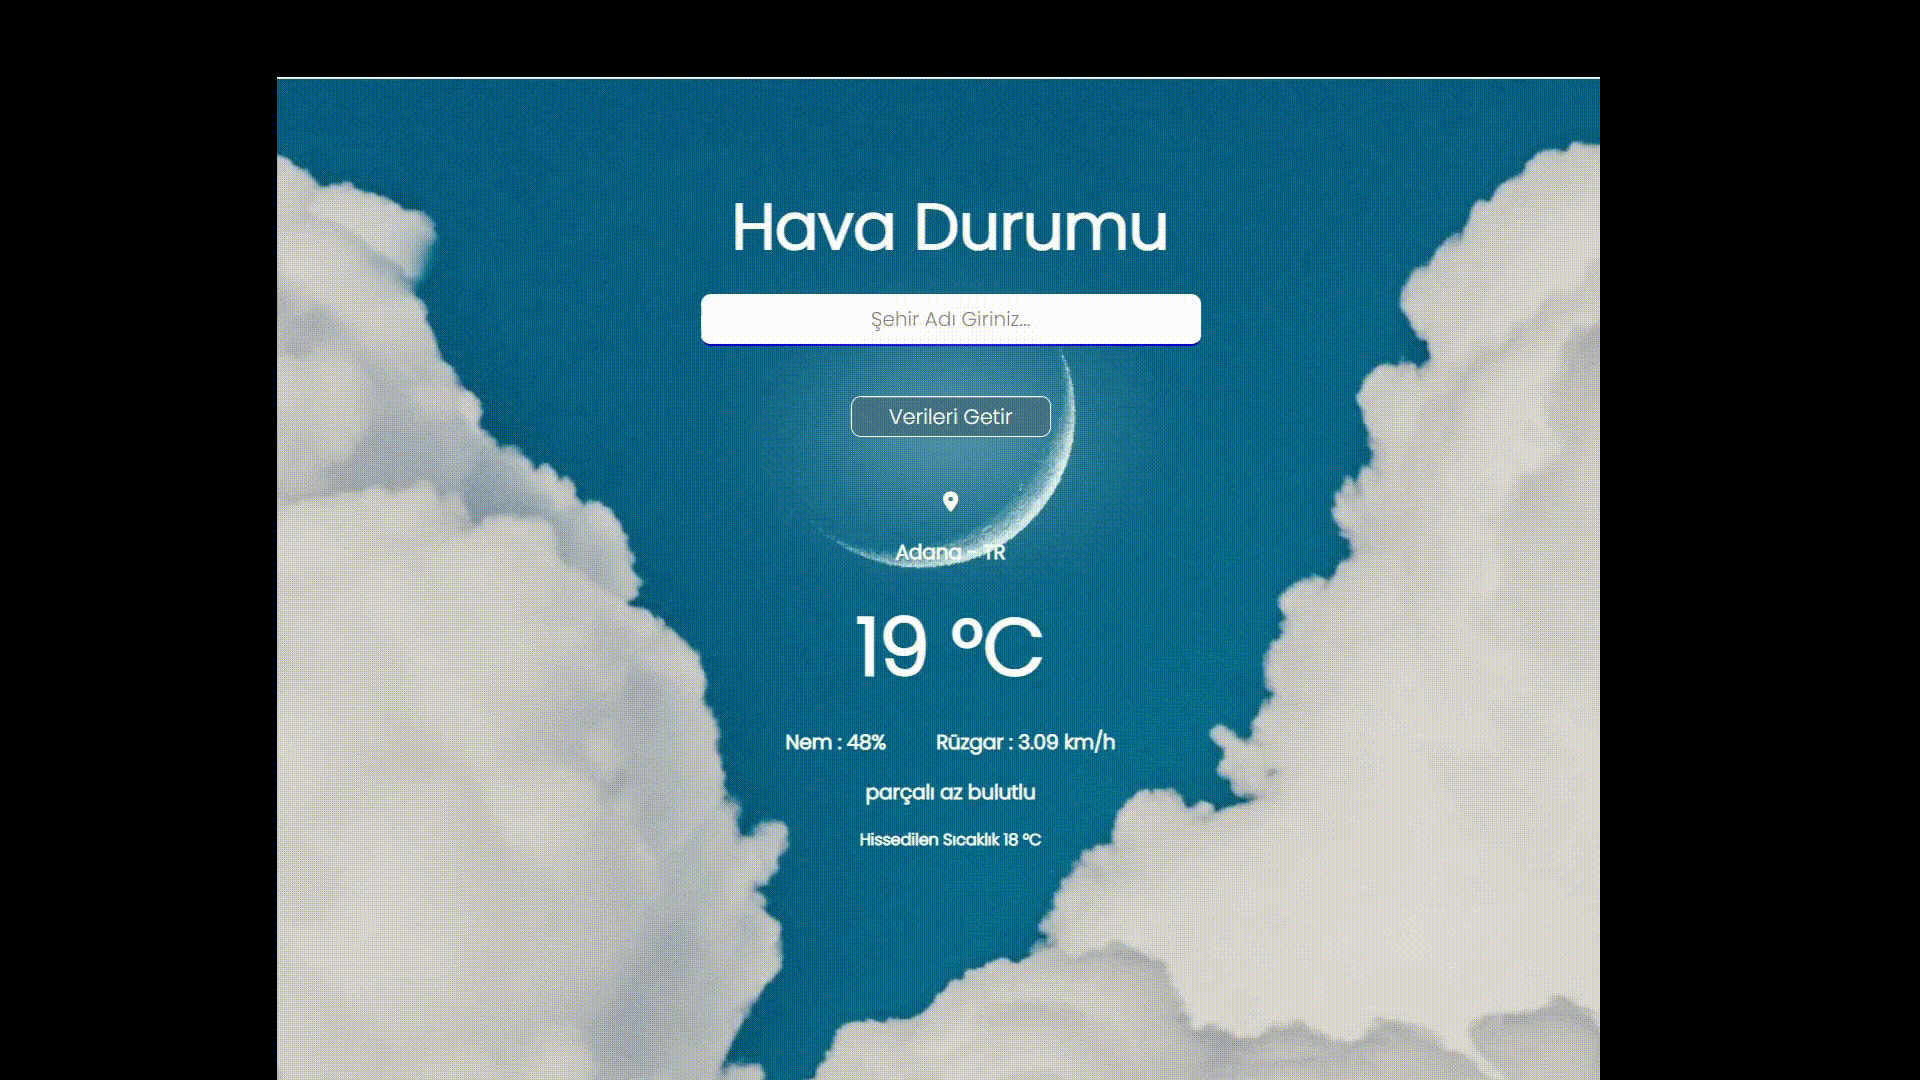 Hava Durumu
Şehir Adı Giriniz...
Verileri Getir
Adana - TR
19 °C
Nem : 48% Rüzgar : 3.09 km/h
parçalı az bulutlu
Hissedilen Sıcaklık 18 °C